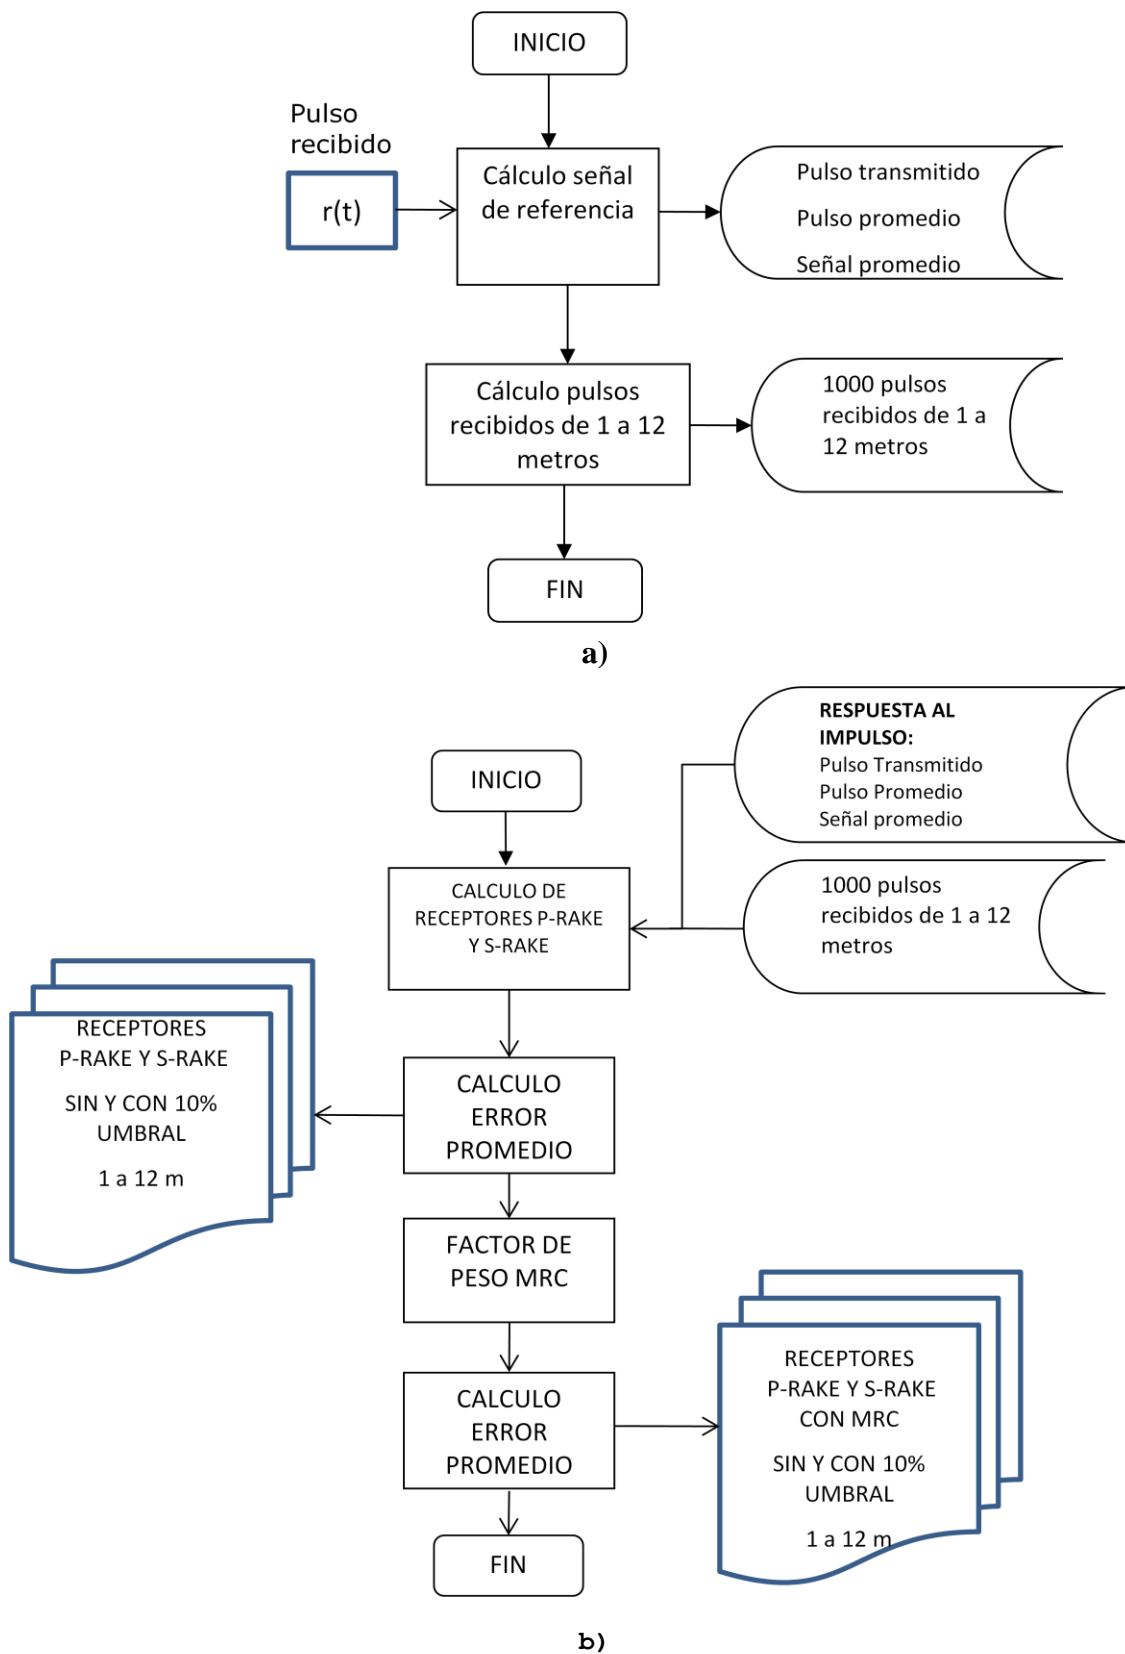 INICIO
Pulso
recibido
r(t)
Cálculo señal
de referencia
Pulso transmitido
Pulso promedio
Señal promedio
Cálculo pulsos
recibidos de 1 a 12
metros
1000 pulsos
recibidos de 1 a
12 metros
FIN
a)
RESPUESTA AL
IMPULSO:
Pulso Transmitido
Pulso Promedio
Señal promedio
INICIO
CALCULO DE
RECEPTORES P-RAKE
Y S-RAKE
1000 pulsos
recibidos de 1 a 12
metros
RECEPTORES
P-RAKE Y S-RAKE
SIN Y CON 10%
UMBRAL
1 a 12 m
CALCULO
ERROR
PROMEDIO
FACTOR DE
PESO MRC
CALCULO
ERROR
PROMEDIO
RECEPTORES
P-RAKE Y S-RAKE
CON MRC
SIN Y CON 10%
UMBRAL
1 a 12 m
FIN
b)